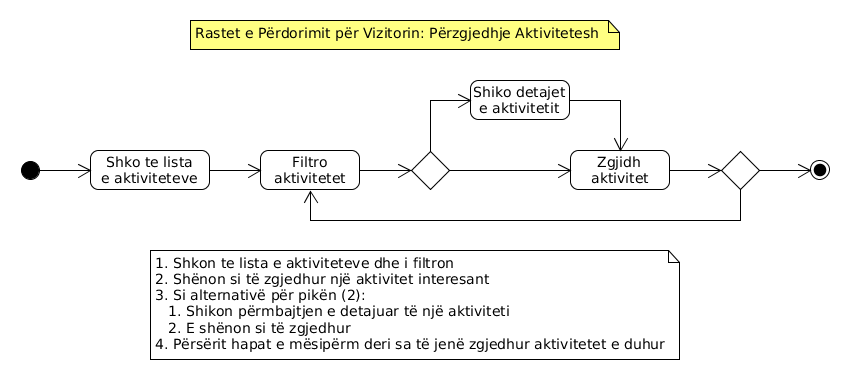 Rastet e Përdorimit për Vizitorin: Përzgjedhje Aktivitetesh
Shiko detajet
e aktivitetit
Shko te lista
e aktiviteteve
Filtro
aktivitetet
Zgjidh
aktivitet
1. Shkon te lista e aktiviteteve dhe i filtron
2. Shënon si të zgjedhur një aktivitet interesant
3. Si alternativë për pikën (2):
1. Shikon përmbajtjen e detajuar të një aktiviteti
2. E shënon si të zgjedhur
4. Përsërit hapat e mësipërm deri sa të jenë zgjedhur aktivitetet e duhur